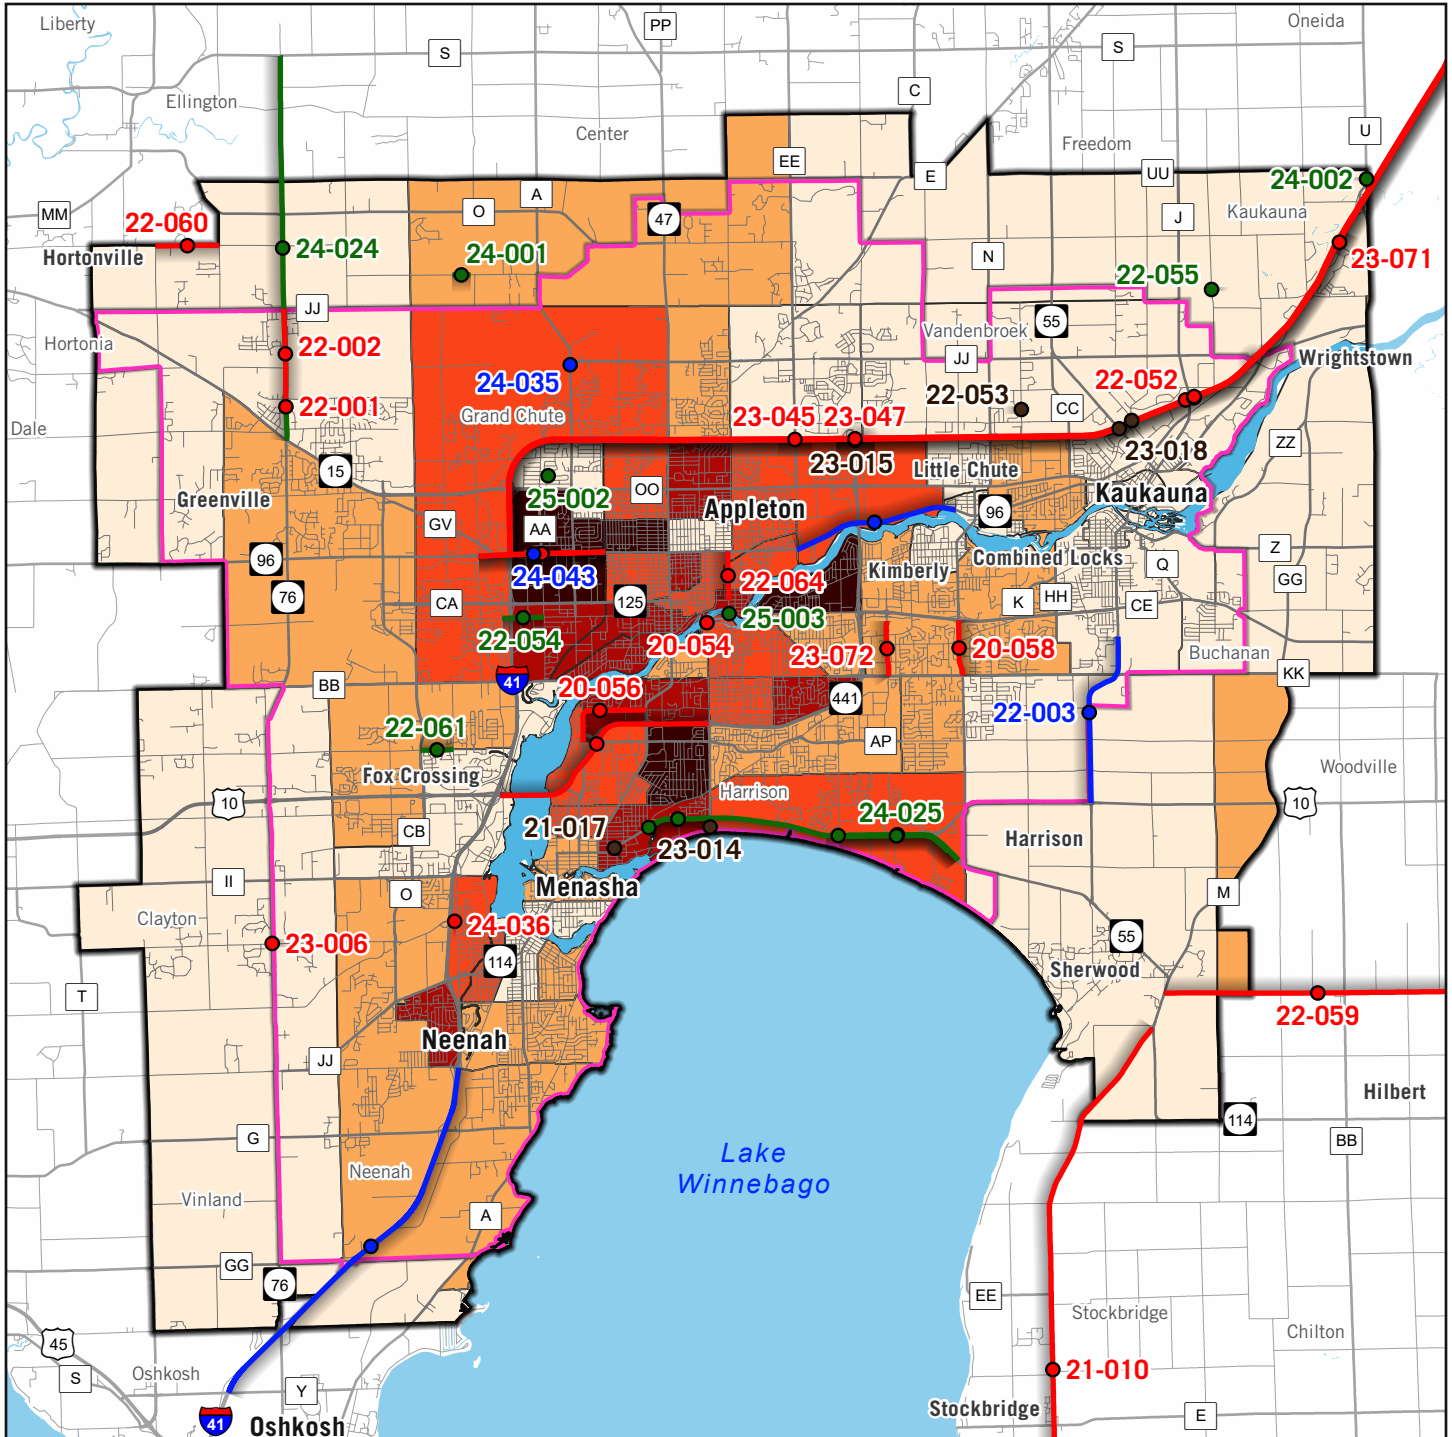 Liberty
PP
Oneida
S
S
C
Ellington
Center
Freedom
U
EE
E
UU
24-002
MM
22-060
O
A
47
J
Kaukauna
Hortonville
24-024
24-001
N
23-071
22-055
JJ
55
Hortonia
22-002
Vandenbroek
JJ
Wrightstown
24-035
22-052
22-001
Grand Chute
22-053
CC
Dale
23-045
23-047
15
23-015
Little Chute
23-018
ZZ
Greenville
25-002
OO
Appleton
Kaukauna
GV
AA
96
96
24-043
Kimberly
Combined Locks
Z
22-064
Q
GG
76
CA
125
K
HH
CE
25-003
22-054
20-054
23-072
20-058
Buchanan
41
KK
BB
20-056
441
22-003
22-061
AP
Fox Crossing
Woodville
10
Harrison
10
CB
21-017
24-025
Harrison
23-014
II
O
Menasha
M
Clayton
24-036
55
23-006
114
Sherwood
T
22-059
Neenah
JJ
Hilbert
114
G
BB
Lake
Winnebago
Neenah
Vinland
A
GG
76
EE
Stockbridge
45
Chilton
Oshkosh
21-010
S
Y
Stockbridge
41
Oshkosh
E